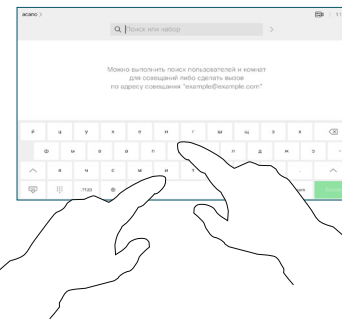 acano >
Поиск или набор >
Можно выполнить поиск пользователей и комнат
для совещаний либо сделать вызов
по адресу совещания "example@example.com"
й ц у к е н г ш щ з х
ф ы в а п л д ж э
я ч с м и т
.?123 @